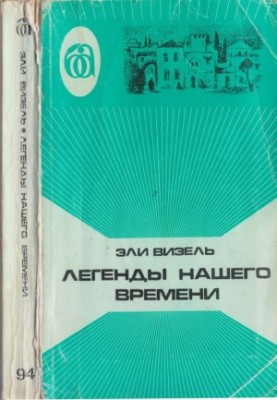 ЭЛИ ВИЗЕЛЬ • ЛЕГЕНДЫ НАШЕГО ВРЕМЕНИ
94
ЭЛИ ВИЗЕЛЬ
ЛЕГЕНДЫ НАШЕГО
ВРЕМЕНИ